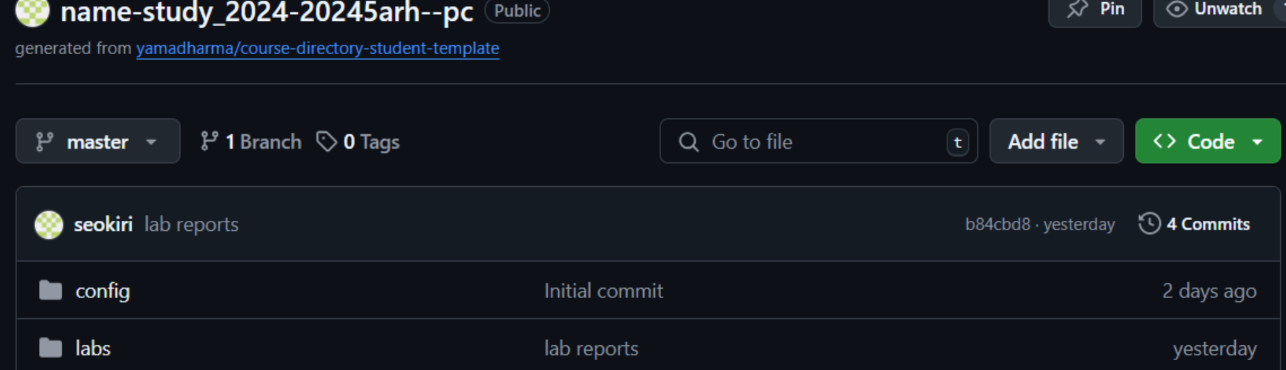 name-study_2024-20245arh--pc Public Pin Unwatch
generated from yamadharma/course-directory-student-template
master 1 Branch 0 Tags Go to file t Add file Code
seokiri lab reports b84cbd8 · yesterday 4 Commits
config Initial commit 2 days ago
labs lab reports yesterday